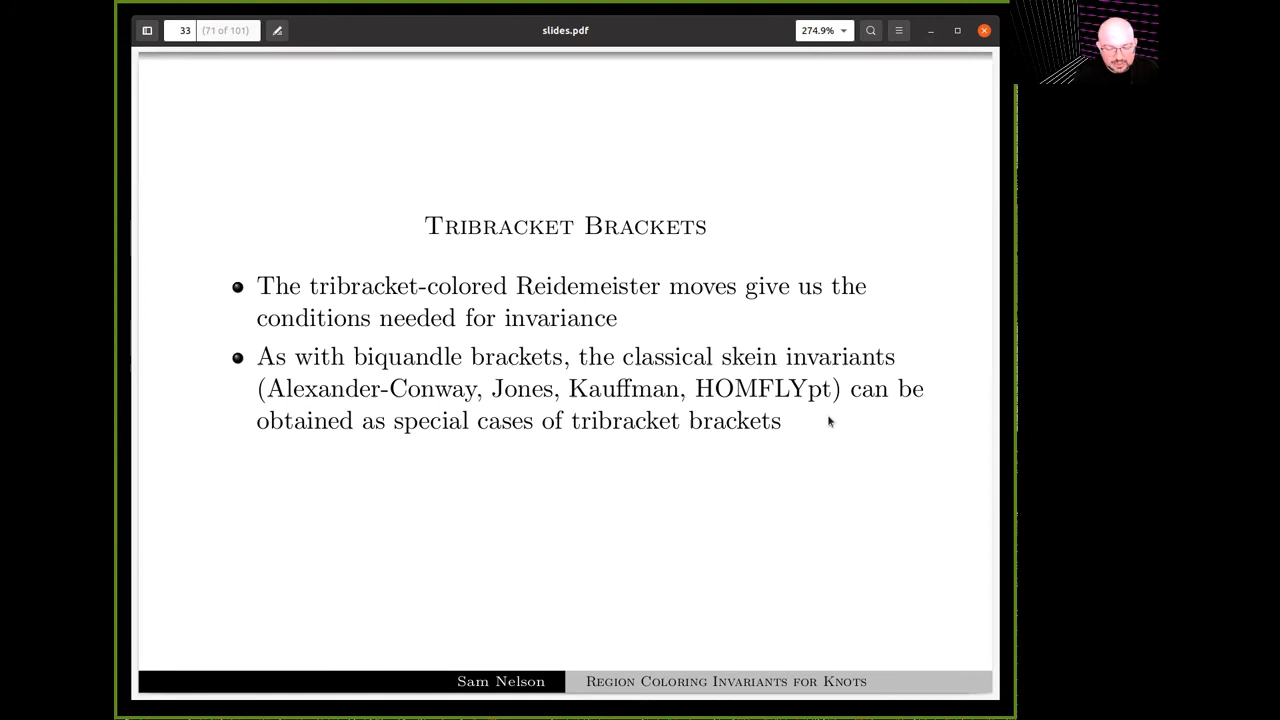 33 (71 of 101) slides.pdf 274.9%
Tribracket Brackets
The tribracket-colored Reidemeister moves give us the
conditions needed for invariance
As with biquandle brackets, the classical skein invariants
(Alexander-Conway, Jones, Kauffman, HOMFLYpt) can be
obtained as special cases of tribracket brackets
Sam Nelson Region Coloring Invariants for Knots